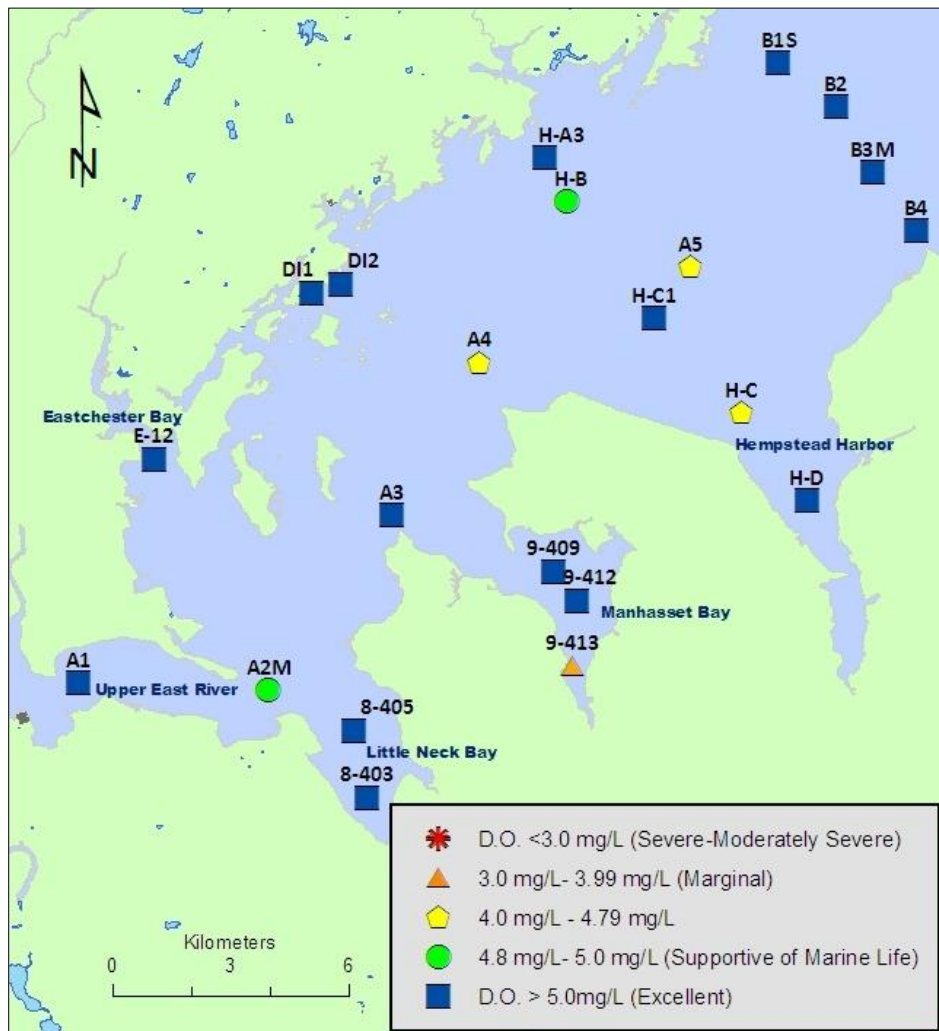 B1S
B2
H-A3
B3M
H-B
B4
A5
DI1
DI2
H-C1
A4
H-C
Eastchester Bay
E-12
Hempstead Harbor
H-D
A3
9-409
9-412
Manhasset Bay
9-413
A1
A2M
Upper East River
8-405
Little Neck Bay
8-403
N
Kilometers
0 3 6
D.O. <3.0 mg/L (Severe-Moderately Severe)
3.0 mg/L- 3.99 mg/L (Marginal)
4.0 mg/L - 4.79 mg/L
4.8 mg/L- 5.0 mg/L (Supportive of Marine Life)
D.O. > 5.0mg/L (Excellent)